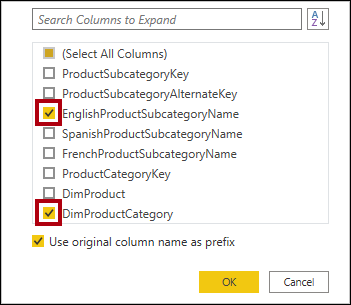 Search Columns to Expand
A
Z
(Select All Columns)
ProductSubcategoryKey
ProductSubcategoryAlternateKey
EnglishProductSubcategoryName
SpanishProductSubcategoryName
FrenchProductSubcategoryName
ProductCategoryKey
DimProduct
DimProductCategory
Use original column name as prefix
OK
Cancel